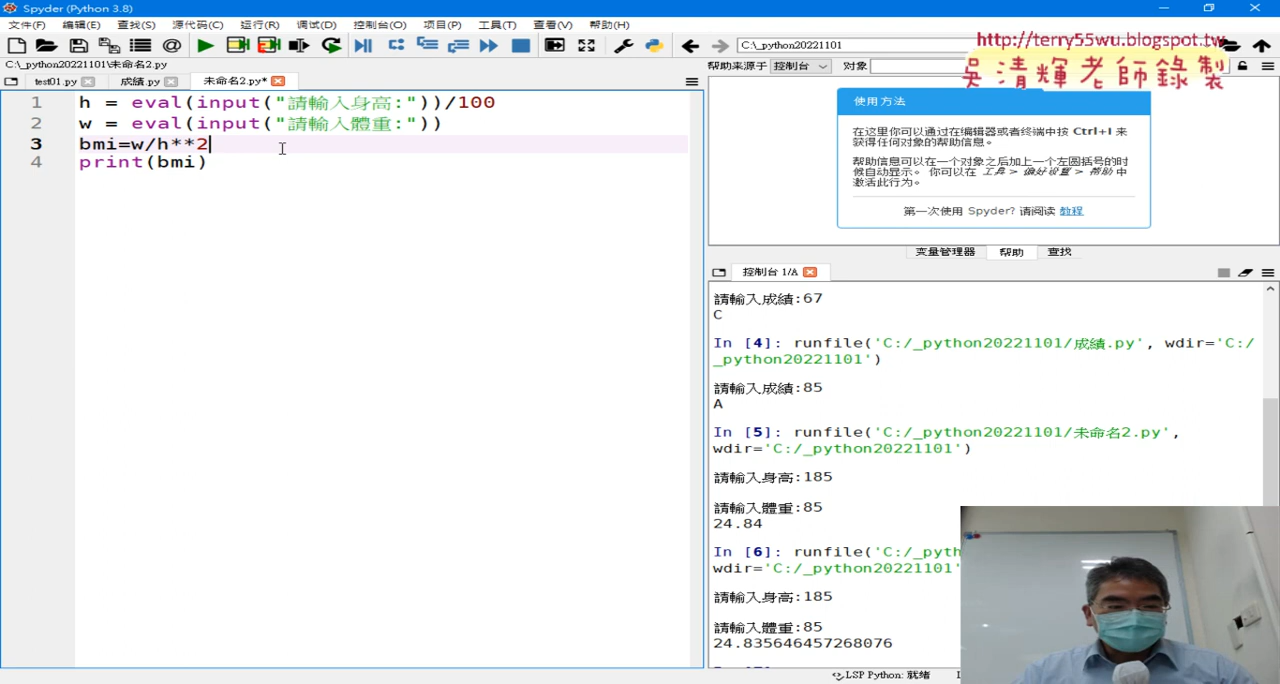 Spyder (Python 3.8)
文件(F) 编辑(E) 查找(S) 源代码(C) 运行(R) 调试(D) 控制台(O) 项目(P) 工具(T) 查看(V) 帮助(H)
C:\_python20221101
http://terry55wu.blogspot.tw
吳清輝老師錄製
C:\_python20221101\未命名2.py
帮助来源于 控制台 对象
test01.py 成績.py 未命名2.py*
1 h = eval(input("請輸入身高:"))/100
2 w = eval(input("請輸入體重:"))
3 bmi=w/h**2
4 print(bmi)
使用方法
在这里你可以通过在编辑器或者终端中按 Ctrl+I 来
获得任何对象的帮助信息。
帮助信息可以在一个对象之后加上一个左圆括号的时
候自动显示。 你可以在 工具 > 偏好设置 > 帮助 中
激活此行为。
第一次使用 Spyder? 请阅读 教程
变量管理器 帮助 查找
控制台 1/A
請輸入成績:67
C
In [4]: runfile('C:/_python20221101/成績.py', wdir='C:/
_python20221101')
請輸入成績:85
A
In [5]: runfile('C:/_python20221101/未命名2.py',
wdir='C:/_python20221101')
請輸入身高:185
請輸入體重:85
24.84
In [6]: runfile('C:/_pyth
wdir='C:/_python20221101'
請輸入身高:185
請輸入體重:85
24.835646457268076
LSP Python: 就绪